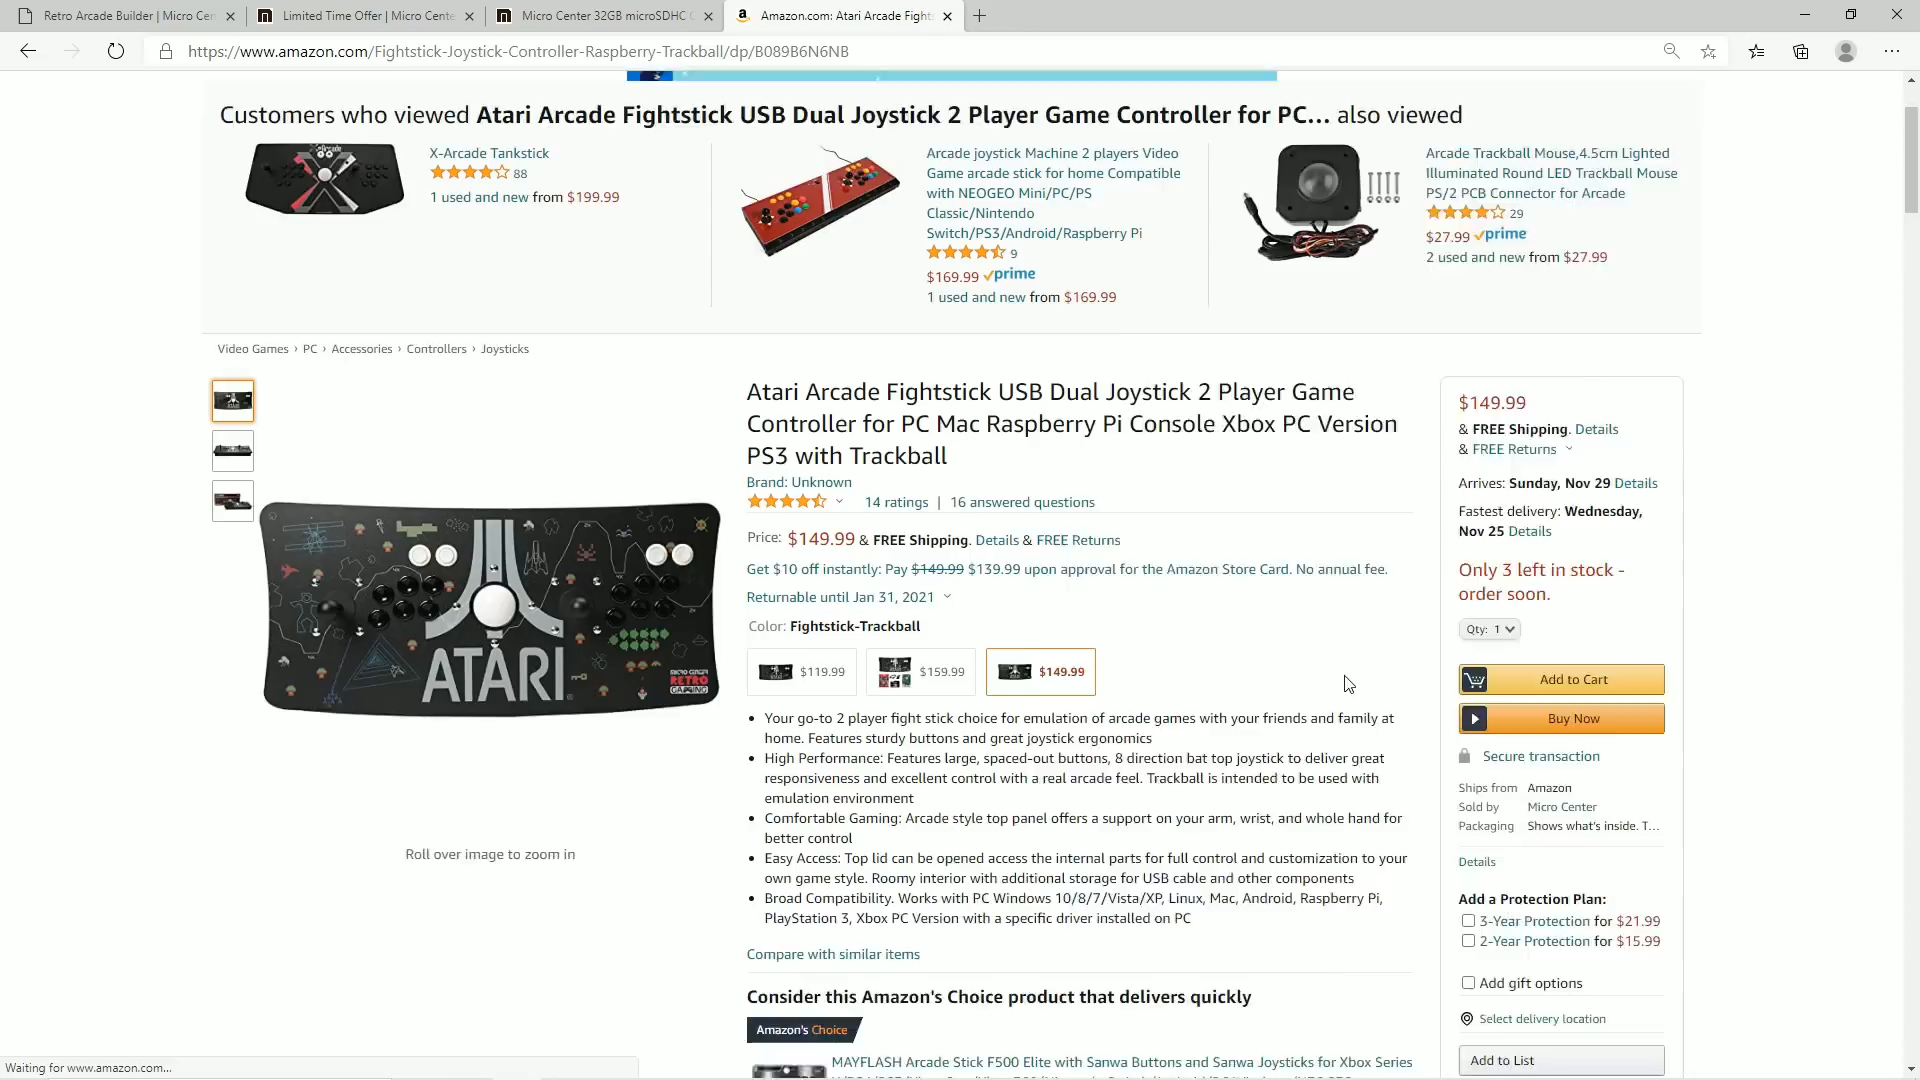 Retro Arcade Builder | Micro Cen
Limited Time Offer | Micro Cente
Micro Center 32GB microSDHC C
Amazon.com: Atari Arcade Fights
https://www.amazon.com/Fightstick-Joystick-Controller-Raspberry-Trackball/dp/B089B6N6NB
Customers who viewed Atari Arcade Fightstick USB Dual Joystick 2 Player Game Controller for PC... also viewed
X-Arcade Tankstick
88
1 used and new from $199.99
Arcade joystick Machine 2 players Video
Game arcade stick for home Compatible
with NEOGEO Mini/PC/PS
Classic/Nintendo
Switch/PS3/Android/Raspberry Pi
9
$169.99 prime
1 used and new from $169.99
Arcade Trackball Mouse,4.5cm Lighted
Illuminated Round LED Trackball Mouse
PS/2 PCB Connector for Arcade
29
$27.99 prime
2 used and new from $27.99
Video Games › PC › Accessories › Controllers › Joysticks
ATARI
MICRO CENTER
RETRO
GAMING
Roll over image to zoom in
Atari Arcade Fightstick USB Dual Joystick 2 Player Game
Controller for PC Mac Raspberry Pi Console Xbox PC Version
PS3 with Trackball
Brand: Unknown
14 ratings | 16 answered questions
Price: $149.99 & FREE Shipping. Details & FREE Returns
Get $10 off instantly: Pay $149.99 $139.99 upon approval for the Amazon Store Card. No annual fee.
Returnable until Jan 31, 2021
Color: Fightstick-Trackball
$119.99 $159.99 $149.99
• Your go-to 2 player fight stick choice for emulation of arcade games with your friends and family at
home. Features sturdy buttons and great joystick ergonomics
• High Performance: Features large, spaced-out buttons, 8 direction bat top joystick to deliver great
responsiveness and excellent control with a real arcade feel. Trackball is intended to be used with
emulation environment
• Comfortable Gaming: Arcade style top panel offers a support on your arm, wrist, and whole hand for
better control
• Easy Access: Top lid can be opened access the internal parts for full control and customization to your
own game style. Roomy interior with additional storage for USB cable and other components
• Broad Compatibility. Works with PC Windows 10/8/7/Vista/XP, Linux, Mac, Android, Raspberry Pi,
PlayStation 3, Xbox PC Version with a specific driver installed on PC
Compare with similar items
Consider this Amazon's Choice product that delivers quickly
Amazon's Choice
MAYFLASH Arcade Stick F500 Elite with Sanwa Buttons and Sanwa Joysticks for Xbox Series
$149.99
& FREE Shipping. Details
& FREE Returns
Arrives: Sunday, Nov 29 Details
Fastest delivery: Wednesday,
Nov 25 Details
Only 3 left in stock -
order soon.
Qty: 1
Add to Cart
Buy Now
Secure transaction
Ships from Amazon
Sold by Micro Center
Packaging Shows what's inside. T...
Details
Add a Protection Plan:
3-Year Protection for $21.99
2-Year Protection for $15.99
Add gift options
Select delivery location
Add to List
Waiting for www.amazon.com...